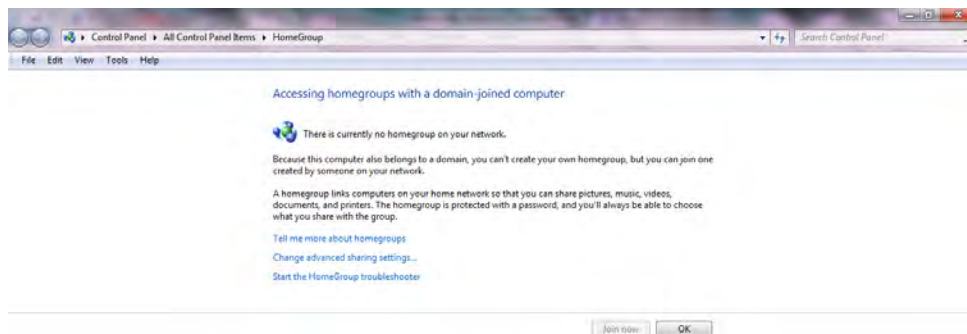 Control Panel ▸ All Control Panel Items ▸ HomeGroup
Search Control Panel
File Edit View Tools Help
Accessing homegroups with a domain-joined computer
There is currently no homegroup on your network.
Because this computer also belongs to a domain, you can't create your own homegroup, but you can join one
created by someone on your network.
A homegroup links computers on your home network so that you can share pictures, music, videos,
documents, and printers. The homegroup is protected with a password, and you'll always be able to choose
what you share with the group.
Tell me more about homegroups
Change advanced sharing settings...
Start the HomeGroup troubleshooter
Join now OK